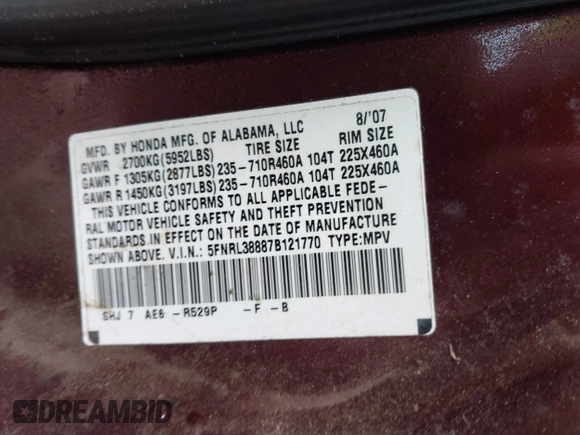 MFD. BY HONDA MFG. OF ALABAMA, LLC 8/'07
GVWR 2700KG(5952LBS) TIRE SIZE RIM SIZE
GAWR F 1305KG(2877LBS) 235-710R460A 104T 225X460A
GAWR R 1450KG(3197LBS) 235-710R460A 104T 225X460A
THIS VEHICLE CONFORMS TO ALL APPLICABLE FEDE-
RAL MOTOR VEHICLE SAFETY AND THEFT PREVENTION
STANDARDS IN EFFECT ON THE DATE OF MANUFACTURE
SHOWN ABOVE. V.I.N.: 5FNRL38887B121770 TYPE:MPV
SHJ 7 AE6 -R529P -F -B
DREAMBID